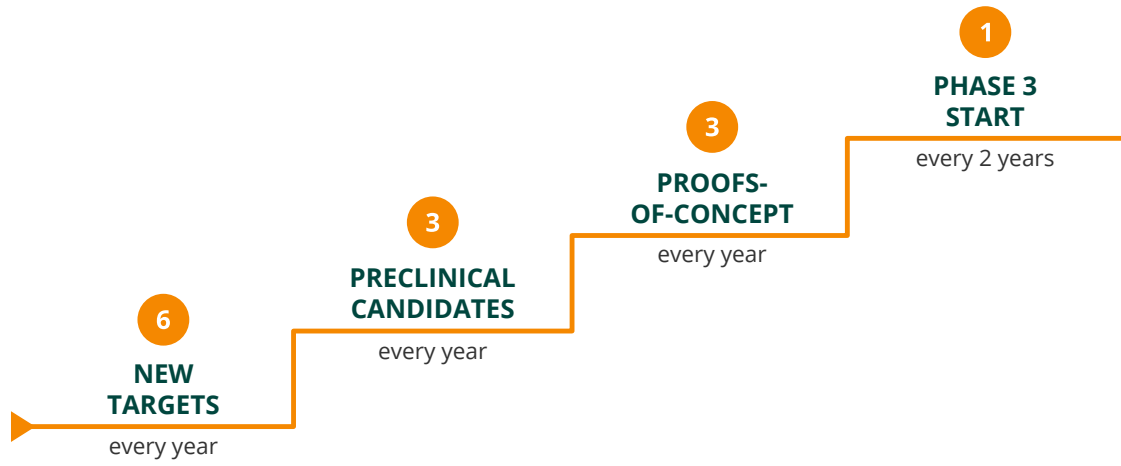 6
NEW
TARGETS
every year
3
PRECLINICAL
CANDIDATES
every year
3
PROOFS-
OF-CONCEPT
every year
1
PHASE 3
START
every 2 years